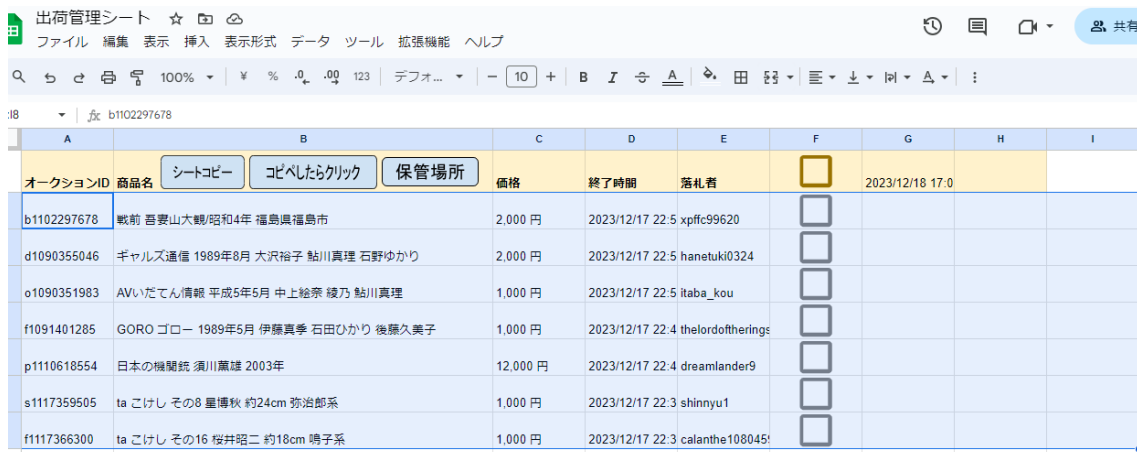 出荷管理シート
共有
ファイル 編集 表示 挿入 表示形式 データ ツール 拡張機能 ヘルプ
100% ¥ % .0 .00 123 デフォ... − 10 + B I A A
:I8 fx b1102297678
A B C D E F G H I
オークションID 商品名 シートコピー コピペしたらクリック 保管場所 価格 終了時間 落札者 2023/12/18 17:0
b1102297678 戦前 吾妻山大観/昭和4年 福島県福島市 2,000 円 2023/12/17 22:5 xpffc99620
d1090355046 ギャルズ通信 1989年8月 大沢裕子 鮎川真理 石野ゆかり 2,000 円 2023/12/17 22:5 hanetuki0324
o1090351983 AVいだてん情報 平成5年5月 中上絵奈 綾乃 鮎川真理 1,000 円 2023/12/17 22:5 itaba_kou
f1091401285 GORO ゴロー 1989年5月 伊藤真季 石田ひかり 後藤久美子 1,000 円 2023/12/17 22:4 thelordoftherings
p1110618554 日本の機関銃 須川薫雄 2003年 12,000 円 2023/12/17 22:4 dreamlander9
s1117359505 ta こけし その8 星博秋 約24cm 弥治郎系 1,000 円 2023/12/17 22:3 shinnyu1
f1117366300 ta こけし その16 桜井昭二 約18cm 鳴子系 1,000 円 2023/12/17 22:3 calanthe108045